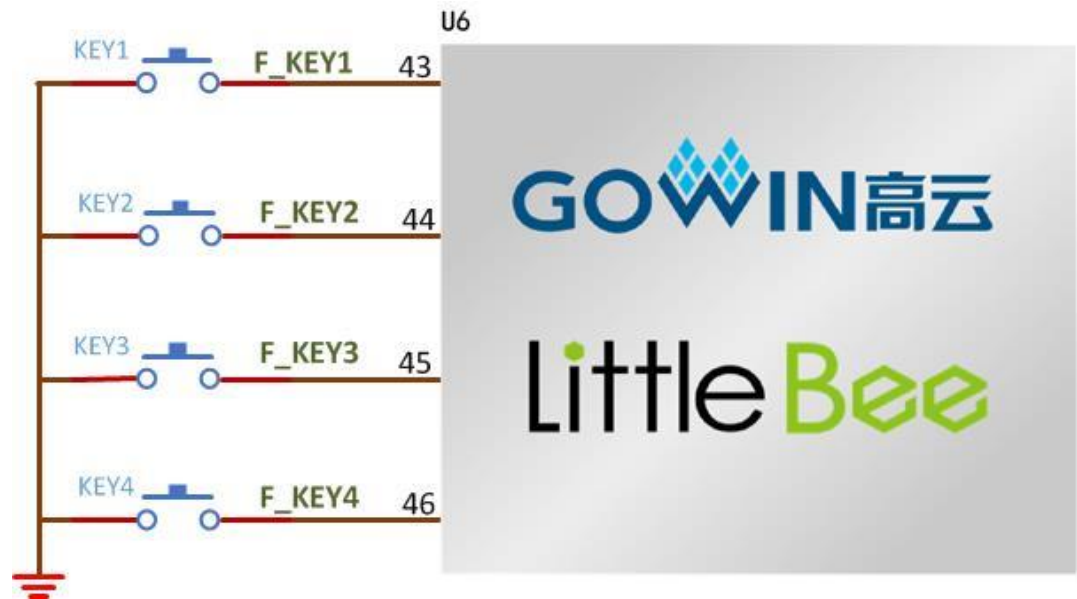 U6
KEY1 F_KEY1 43
KEY2 F_KEY2 44
KEY3 F_KEY3 45
KEY4 F_KEY4 46
GOWIN高云
LittleBee